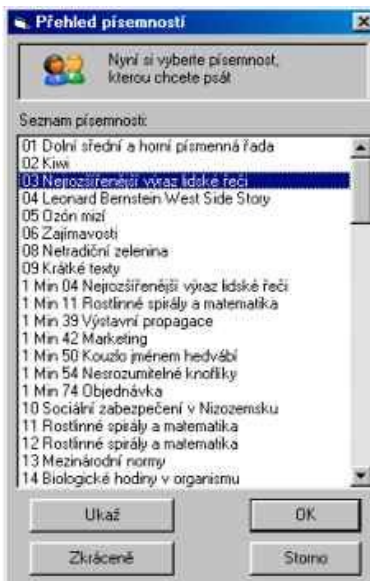 Přehled písemností
Nyní si vyberte písemnost,
kterou chcete psát
Seznam písemností:
01 Dolní střední a horní písmenná řada
02 Kiwi
03 Nejrozšířenější výraz lidské řeči
04 Leonard Bernstein West Side Story
05 Ozón mizí
06 Zajímavosti
08 Netradiční zelenina
09 Krátké texty
1 Min 04 Nejrozšířenější výraz lidské řeči
1 Min 11 Rostlinné spirály a matematika
1 Min 39 Výstavní propagace
1 Min 42 Marketing
1 Min 50 Kouzlo jménem hedvábí
1 Min 54 Nesrozumitelné knoflíky
1 Min 74 Objednávka
10 Sociální zabezpečení v Nizozemsku
11 Rostlinné spirály a matematika
12 Rostlinné spirály a matematika
13 Mezinárodní normy
14 Biologické hodiny v organismu
Ukaž
OK
Zkráceně
Storno